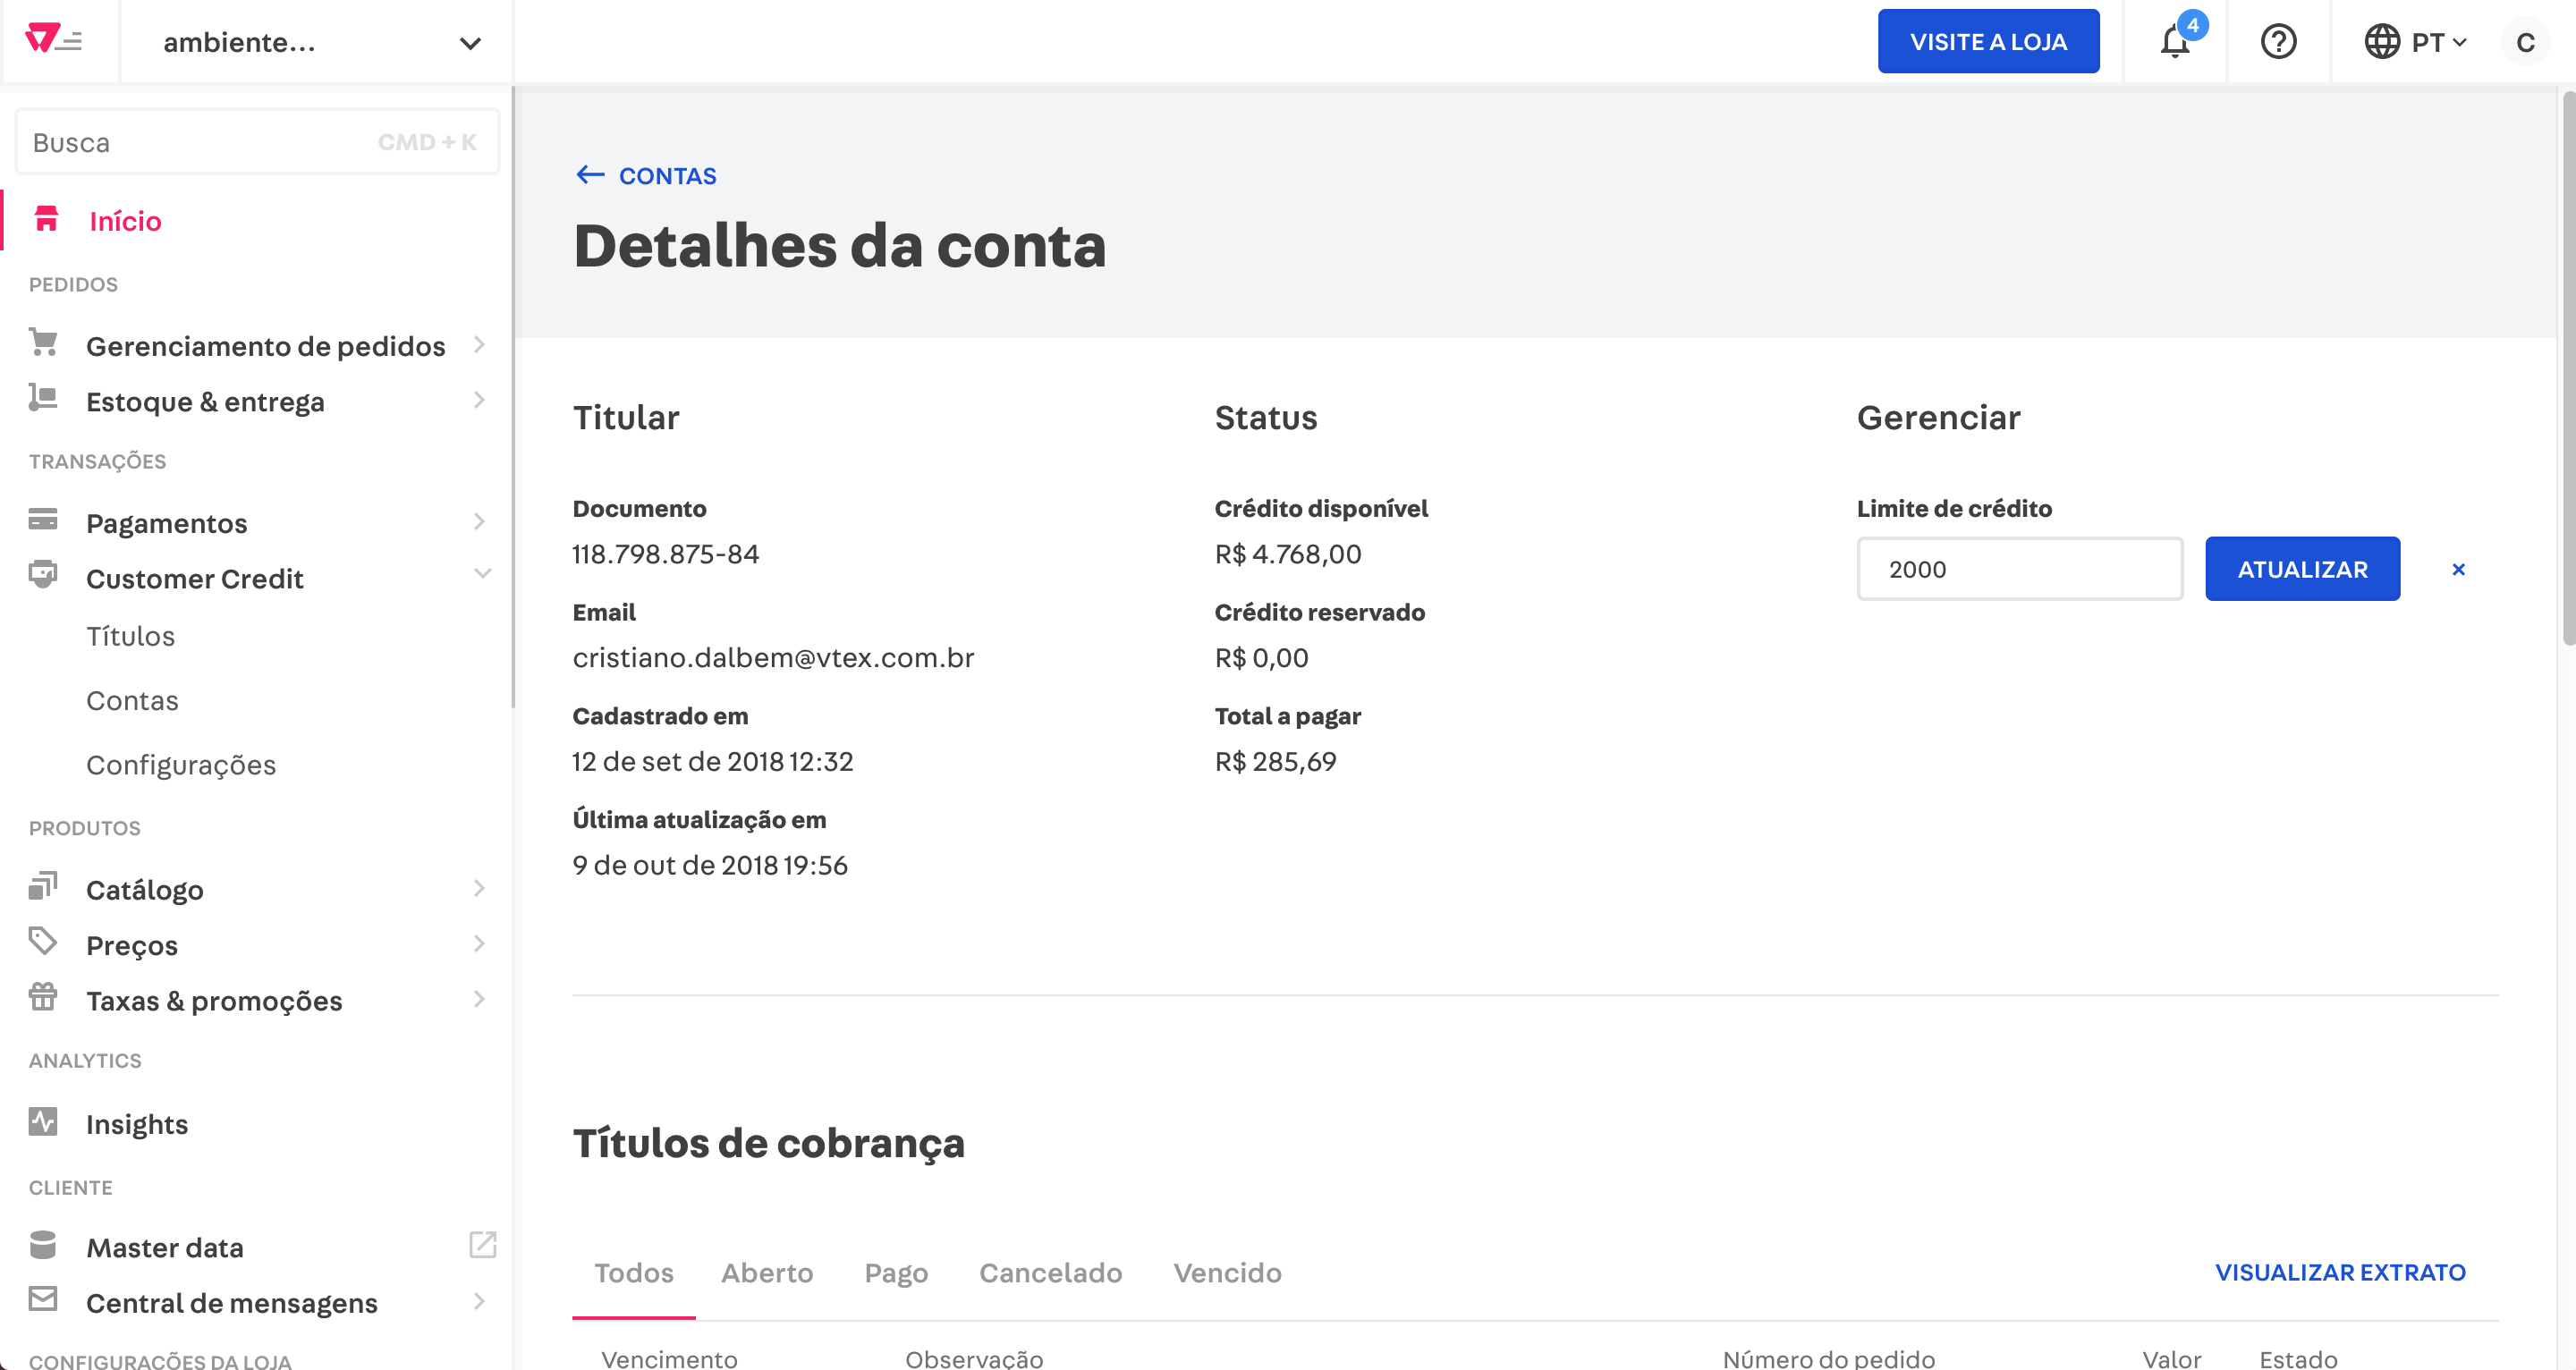 ambiente...
VISITE A LOJA
4
PT
C
Busca
CMD + K
Início
PEDIDOS
Gerenciamento de pedidos
Estoque & entrega
TRANSAÇÕES
Pagamentos
Customer Credit
Títulos
Contas
Configurações
PRODUTOS
Catálogo
Preços
Taxas & promoções
ANALYTICS
Insights
CLIENTE
Master data
Central de mensagens
CONFIGURAÇÕES DA LOJA
← CONTAS
Detalhes da conta
Titular
Documento
118.798.875-84
Email
cristiano.dalbem@vtex.com.br
Cadastrado em
12 de set de 2018 12:32
Última atualização em
9 de out de 2018 19:56
Status
Crédito disponível
R$ 4.768,00
Crédito reservado
R$ 0,00
Total a pagar
R$ 285,69
Gerenciar
Limite de crédito
2000
ATUALIZAR
×
Títulos de cobrança
Todos Aberto Pago Cancelado Vencido
VISUALIZAR EXTRATO
Vencimento Observação Número do pedido Valor Estado